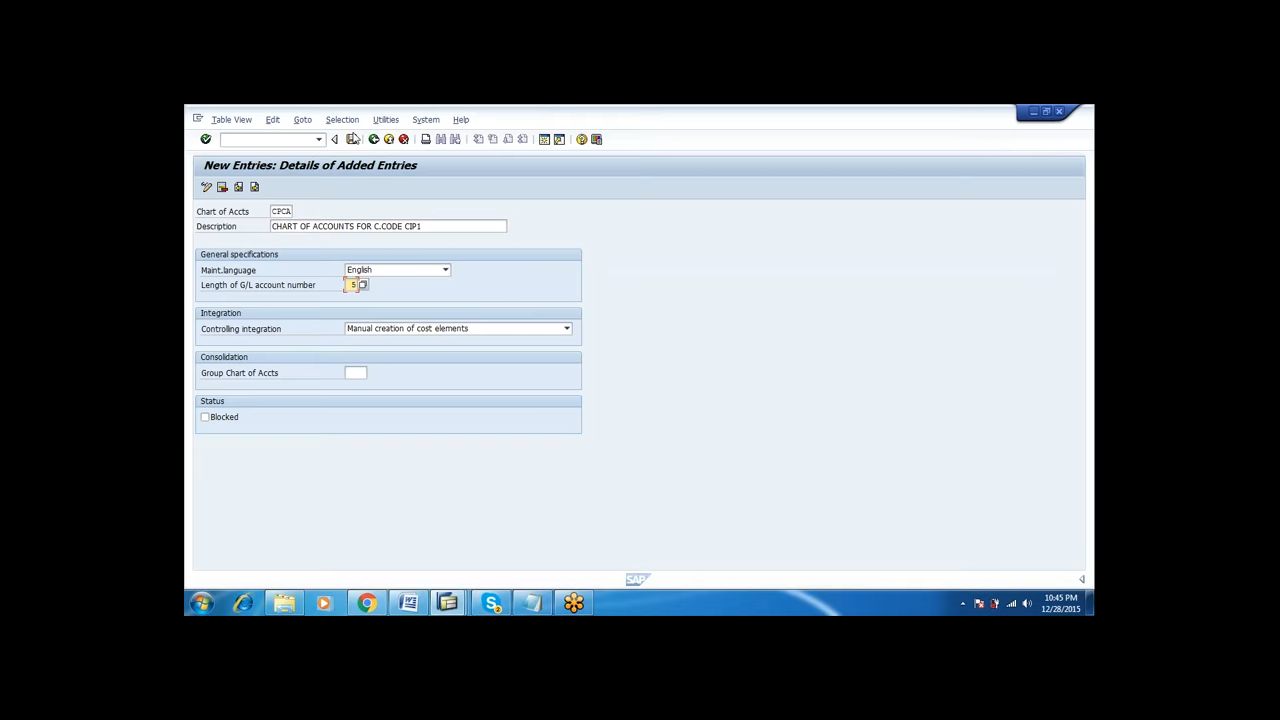 Table View Edit Goto Selection Utilities System Help
New Entries: Details of Added Entries
Chart of Accts CPCA
Description CHART OF ACCOUNTS FOR C.CODE CIP1
General specifications
Maint.language English
Length of G/L account number 5
Integration
Controlling integration Manual creation of cost elements
Consolidation
Group Chart of Accts
Status
Blocked
SAP
10:45 PM
12/28/2015